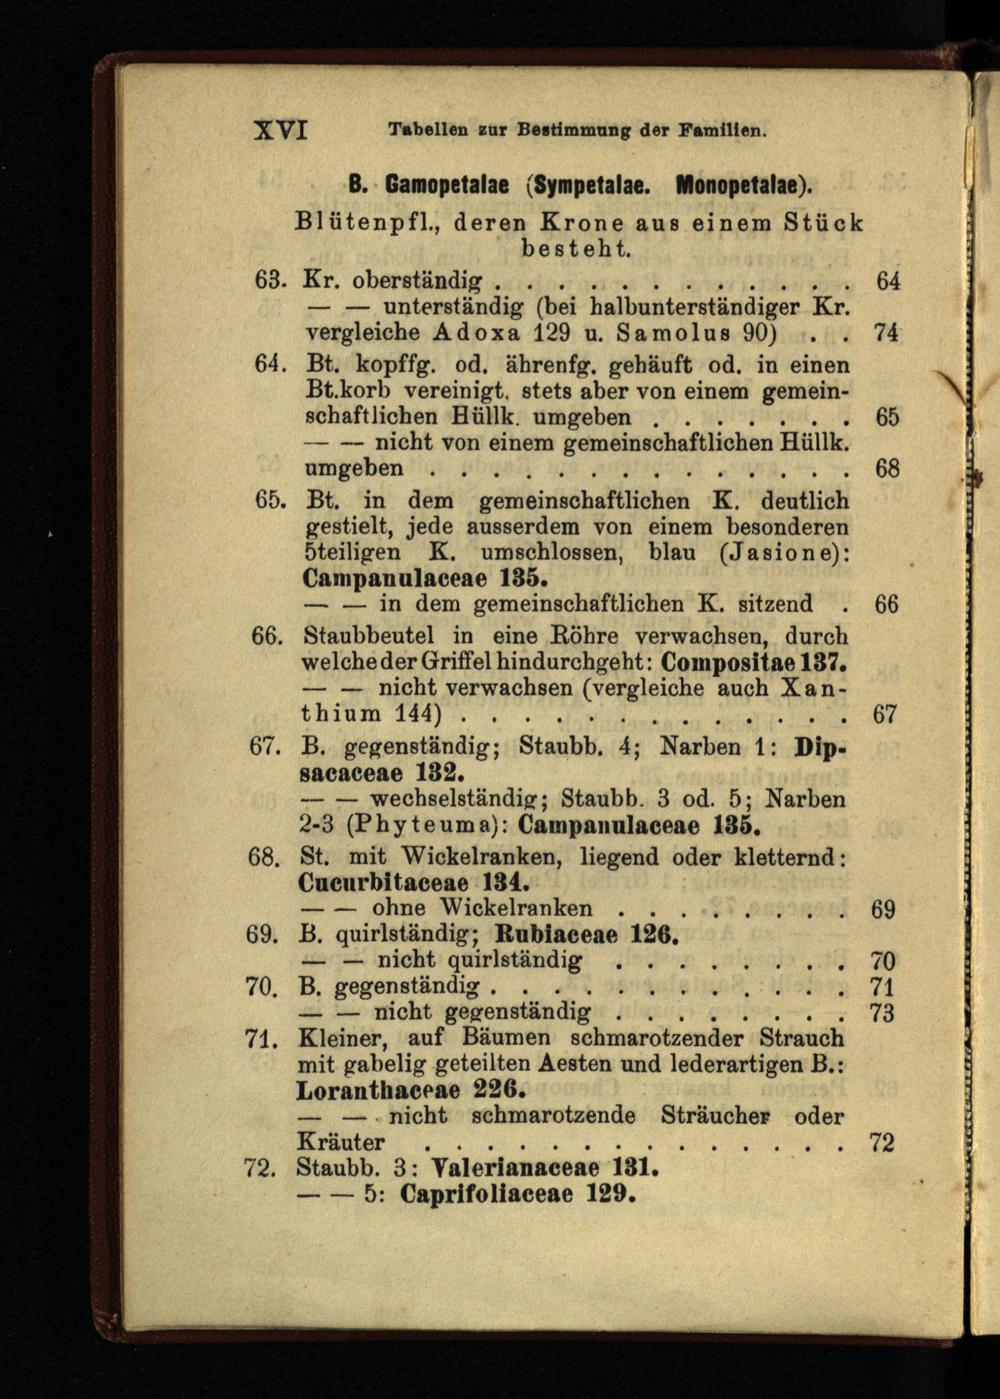 XVI Tabellen zur Bestimmung der Familien.
B. Gamopetalae (Sympetalae. Monopetalae).
Blütenpfl., deren Krone aus einem Stück
besteht.
63. Kr. oberständig . . . . . . . . . . . . 64
— — unterständig (bei halbunterständiger Kr.
vergleiche Adoxa 129 u. Samolus 90) . . 74
64. Bt. kopffg. od. ährenfg. gehäuft od. in einen
Bt.korb vereinigt, stets aber von einem gemein-
schaftlichen Hüllk. umgeben . . . . . . . 65
— — nicht von einem gemeinschaftlichen Hüllk.
umgeben . . . . . . . . . . . . . . 68
65. Bt. in dem gemeinschaftlichen K. deutlich
gestielt, jede ausserdem von einem besonderen
5teiligen K. umschlossen, blau (Jasione):
Campanulaceae 135.
— — in dem gemeinschaftlichen K. sitzend . 66
66. Staubbeutel in eine Röhre verwachsen, durch
welche der Griffel hindurchgeht: Compositae 137.
— — nicht verwachsen (vergleiche auch Xan-
thium 144) . . . . . . . . . . . . . 67
67. B. gegenständig; Staubb. 4; Narben 1: Dip-
sacaceae 132.
— — wechselständig; Staubb. 3 od. 5; Narben
2-3 (Phyteuma): Campanulaceae 135.
68. St. mit Wickelranken, liegend oder kletternd:
Cucurbitaceae 134.
— — ohne Wickelranken . . . . . . . . 69
69. B. quirlständig; Rubiaceae 126.
— — nicht quirlständig . . . . . . . . 70
70. B. gegenständig . . . . . . . . . . . . 71
— — nicht gegenständig . . . . . . . . 73
71. Kleiner, auf Bäumen schmarotzender Strauch
mit gabelig geteilten Aesten und lederartigen B.:
Loranthaceae 226.
— — nicht schmarotzende Sträucher oder
Kräuter . . . . . . . . . . . . . . 72
72. Staubb. 3: Valerianaceae 131.
— — 5: Caprifoliaceae 129.